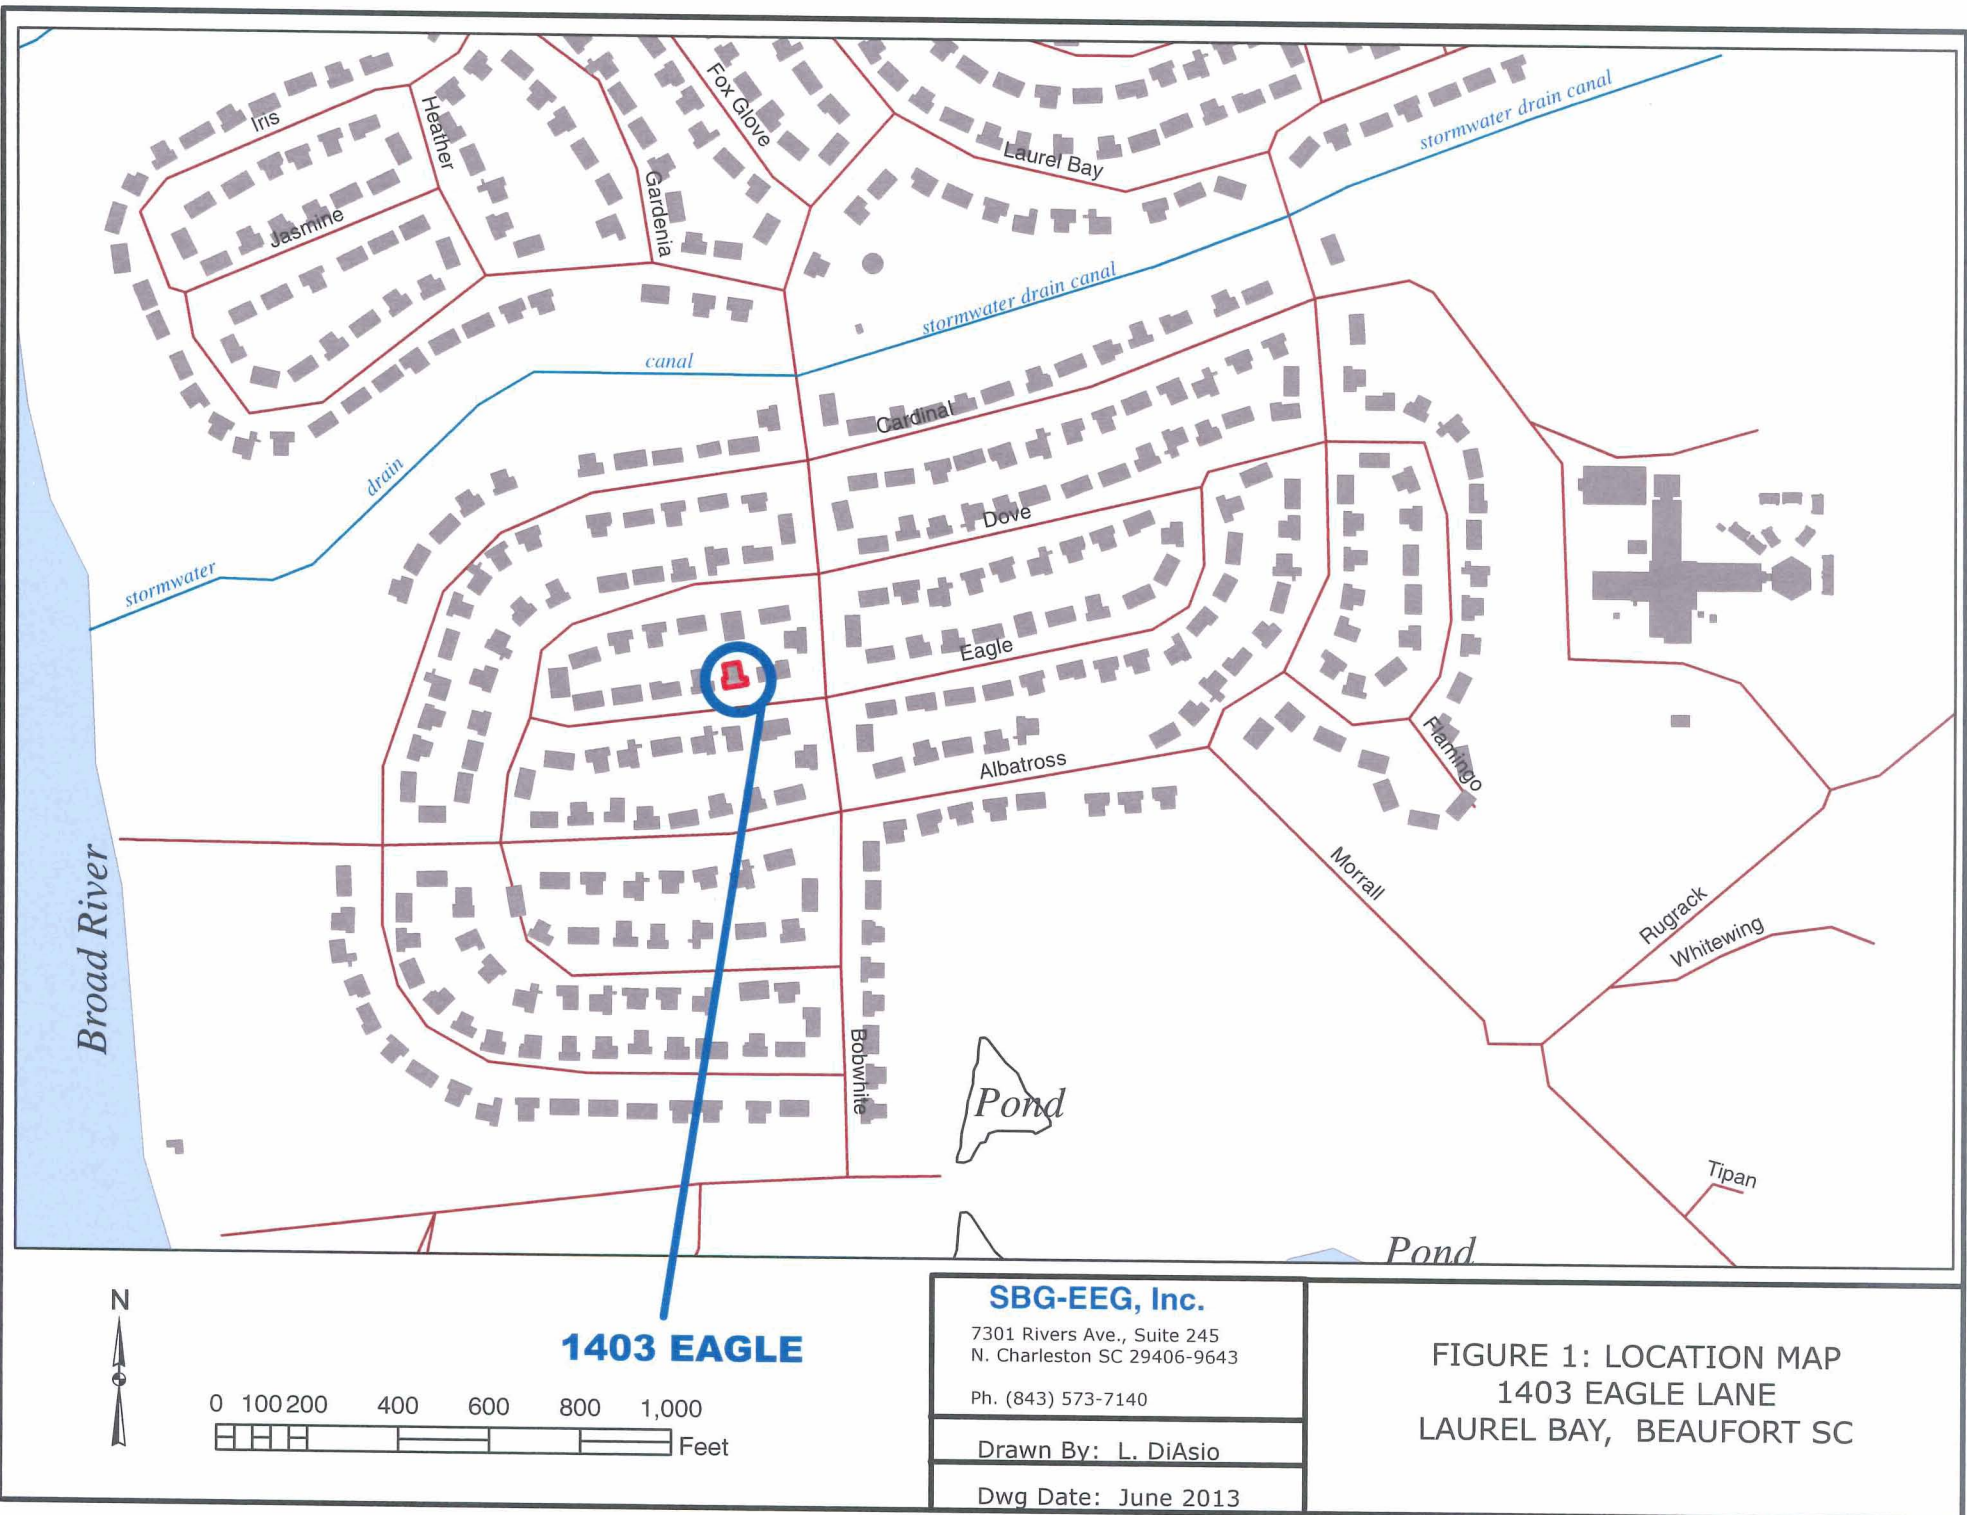 Iris
Heather
Fox Glove
Laurel Bay
stormwater drain canal
Jasmine
Gardenia
stormwater drain canal
canal
Cardinal
drain
Dove
stormwater
Eagle
Albatross
Flamingo
Morrall
Broad River
Rugrack
Whitewing
Bobwhite
Pond
Tipan
Pond
N
1403 EAGLE
0 100 200 400 600 800 1,000
Feet
SBG-EEG, Inc.
7301 Rivers Ave., Suite 245
N. Charleston SC 29406-9643
Ph. (843) 573-7140
Drawn By: L. DiAsio
Dwg Date: June 2013
FIGURE 1: LOCATION MAP
1403 EAGLE LANE
LAUREL BAY, BEAUFORT SC